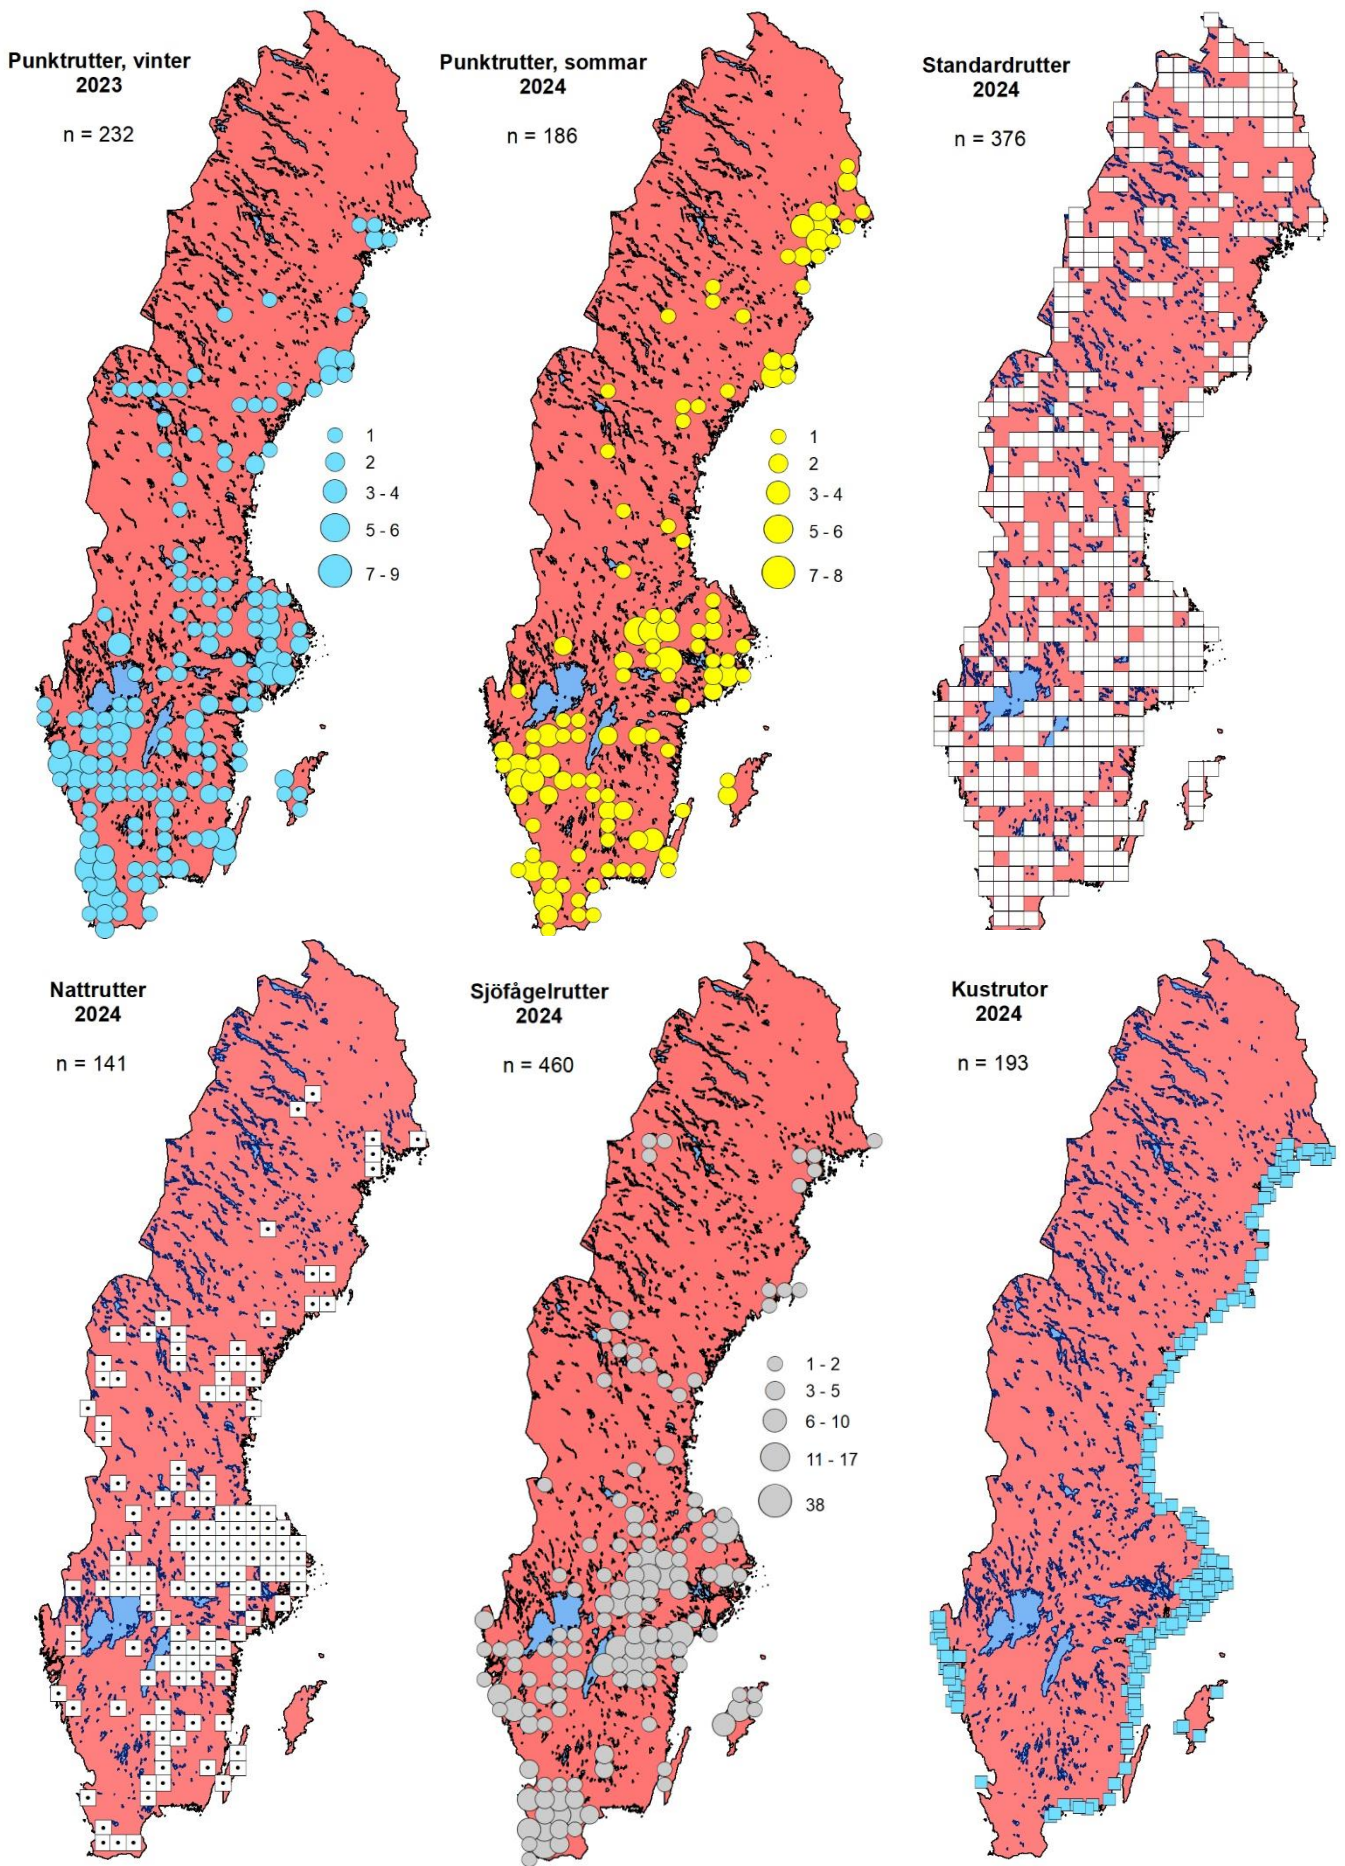 Punktrutter, vinter
2023
n = 232
1
2
3 - 4
5 - 6
7 - 9
Punktrutter, sommar
2024
n = 186
1
2
3 - 4
5 - 6
7 - 8
Standardrutter
2024
n = 376
Nattrutter
2024
n = 141
Sjöfågelrutter
2024
n = 460
1 - 2
3 - 5
6 - 10
11 - 17
38
Kustrutor
2024
n = 193